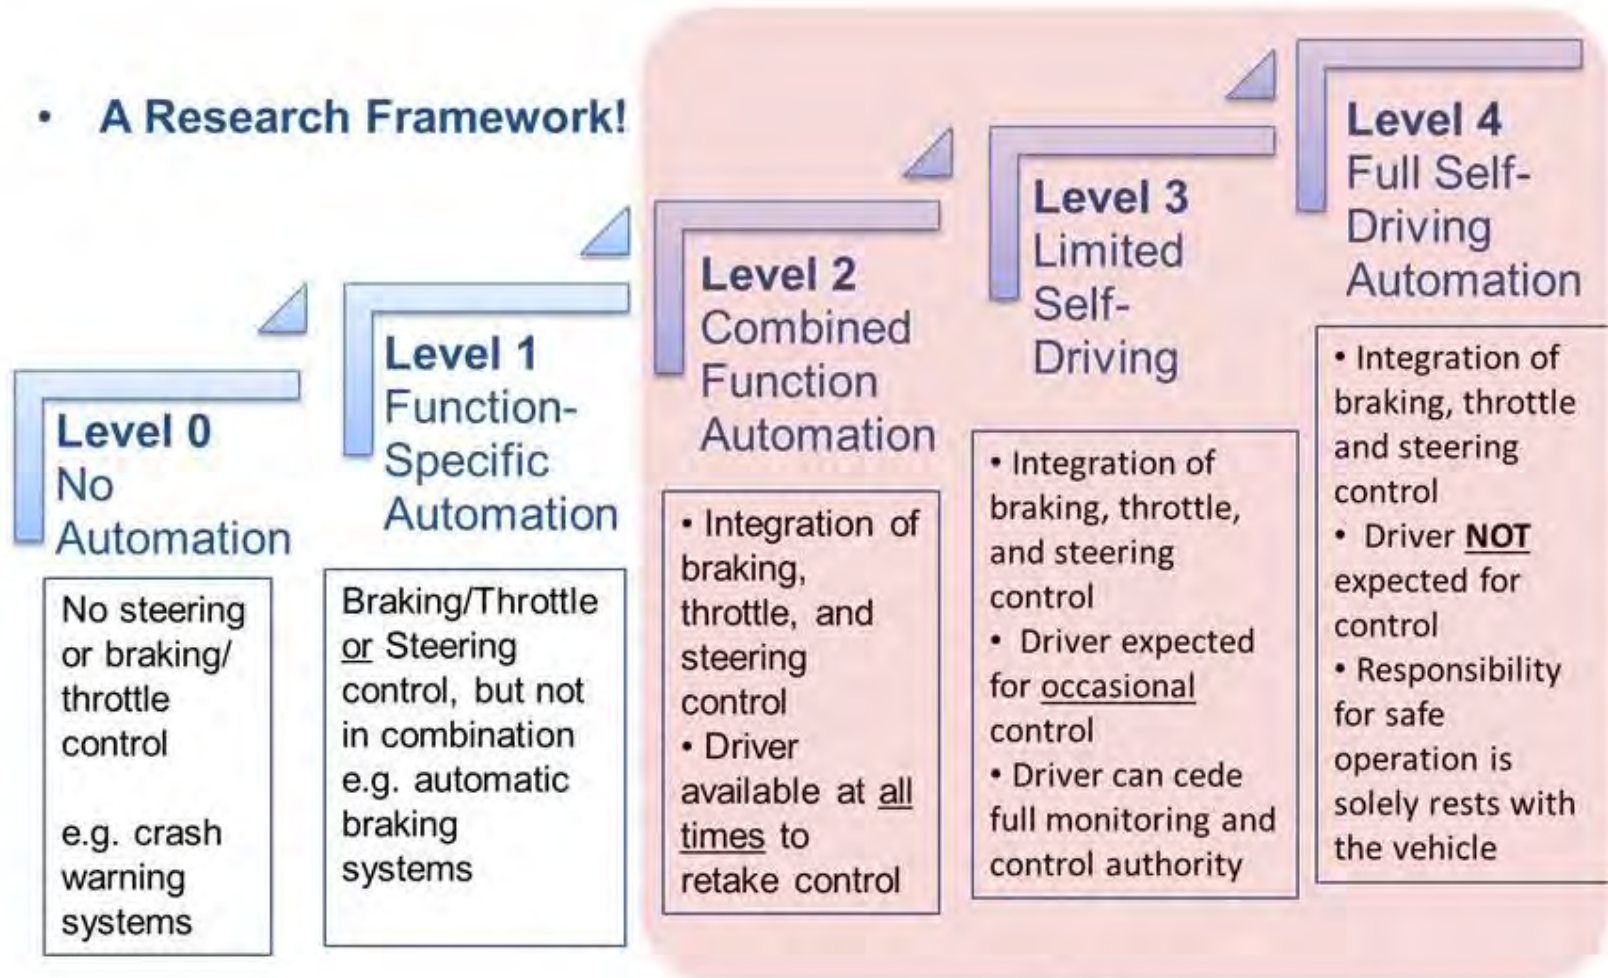 • A Research Framework!
Level 0
No
Automation
No steering
or braking/
throttle
control
e.g. crash
warning
systems
Level 1
Function-
Specific
Automation
Braking/Throttle
or Steering
control, but not
in combination
e.g. automatic
braking
systems
Level 2
Combined
Function
Automation
• Integration of
braking,
throttle, and
steering
control
• Driver
available at all
times to
retake control
Level 3
Limited
Self-
Driving
• Integration of
braking, throttle,
and steering
control
• Driver expected
for occasional
control
• Driver can cede
full monitoring and
control authority
Level 4
Full Self-
Driving
Automation
• Integration of
braking, throttle
and steering
control
• Driver NOT
expected for
control
• Responsibility
for safe
operation is
solely rests with
the vehicle